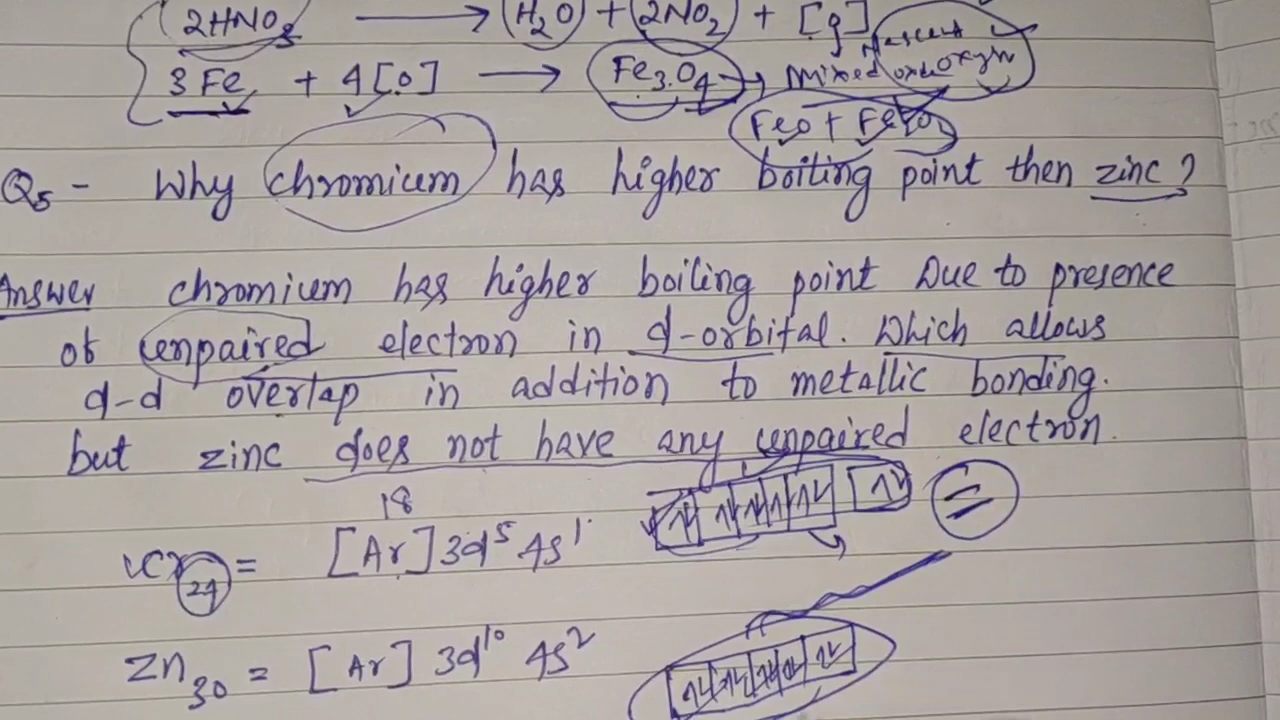 2HNO3 → H2O + 2NO2 + [O] Nascent oxygen
3Fe + 4[O] → Fe3O4 → Mixed oxide
FeO + Fe2O3
Q5 - Why chromium has higher boiling point then zinc?
Answer chromium has higher boiling point Due to presence
of unpaired electron in d-orbital. Which allows
d-d overlap in addition to metallic bonding.
but zinc does not have any unpaired electron.
18
Cr24 = [Ar] 3d5 4s1
Zn30 = [Ar] 3d10 4s2